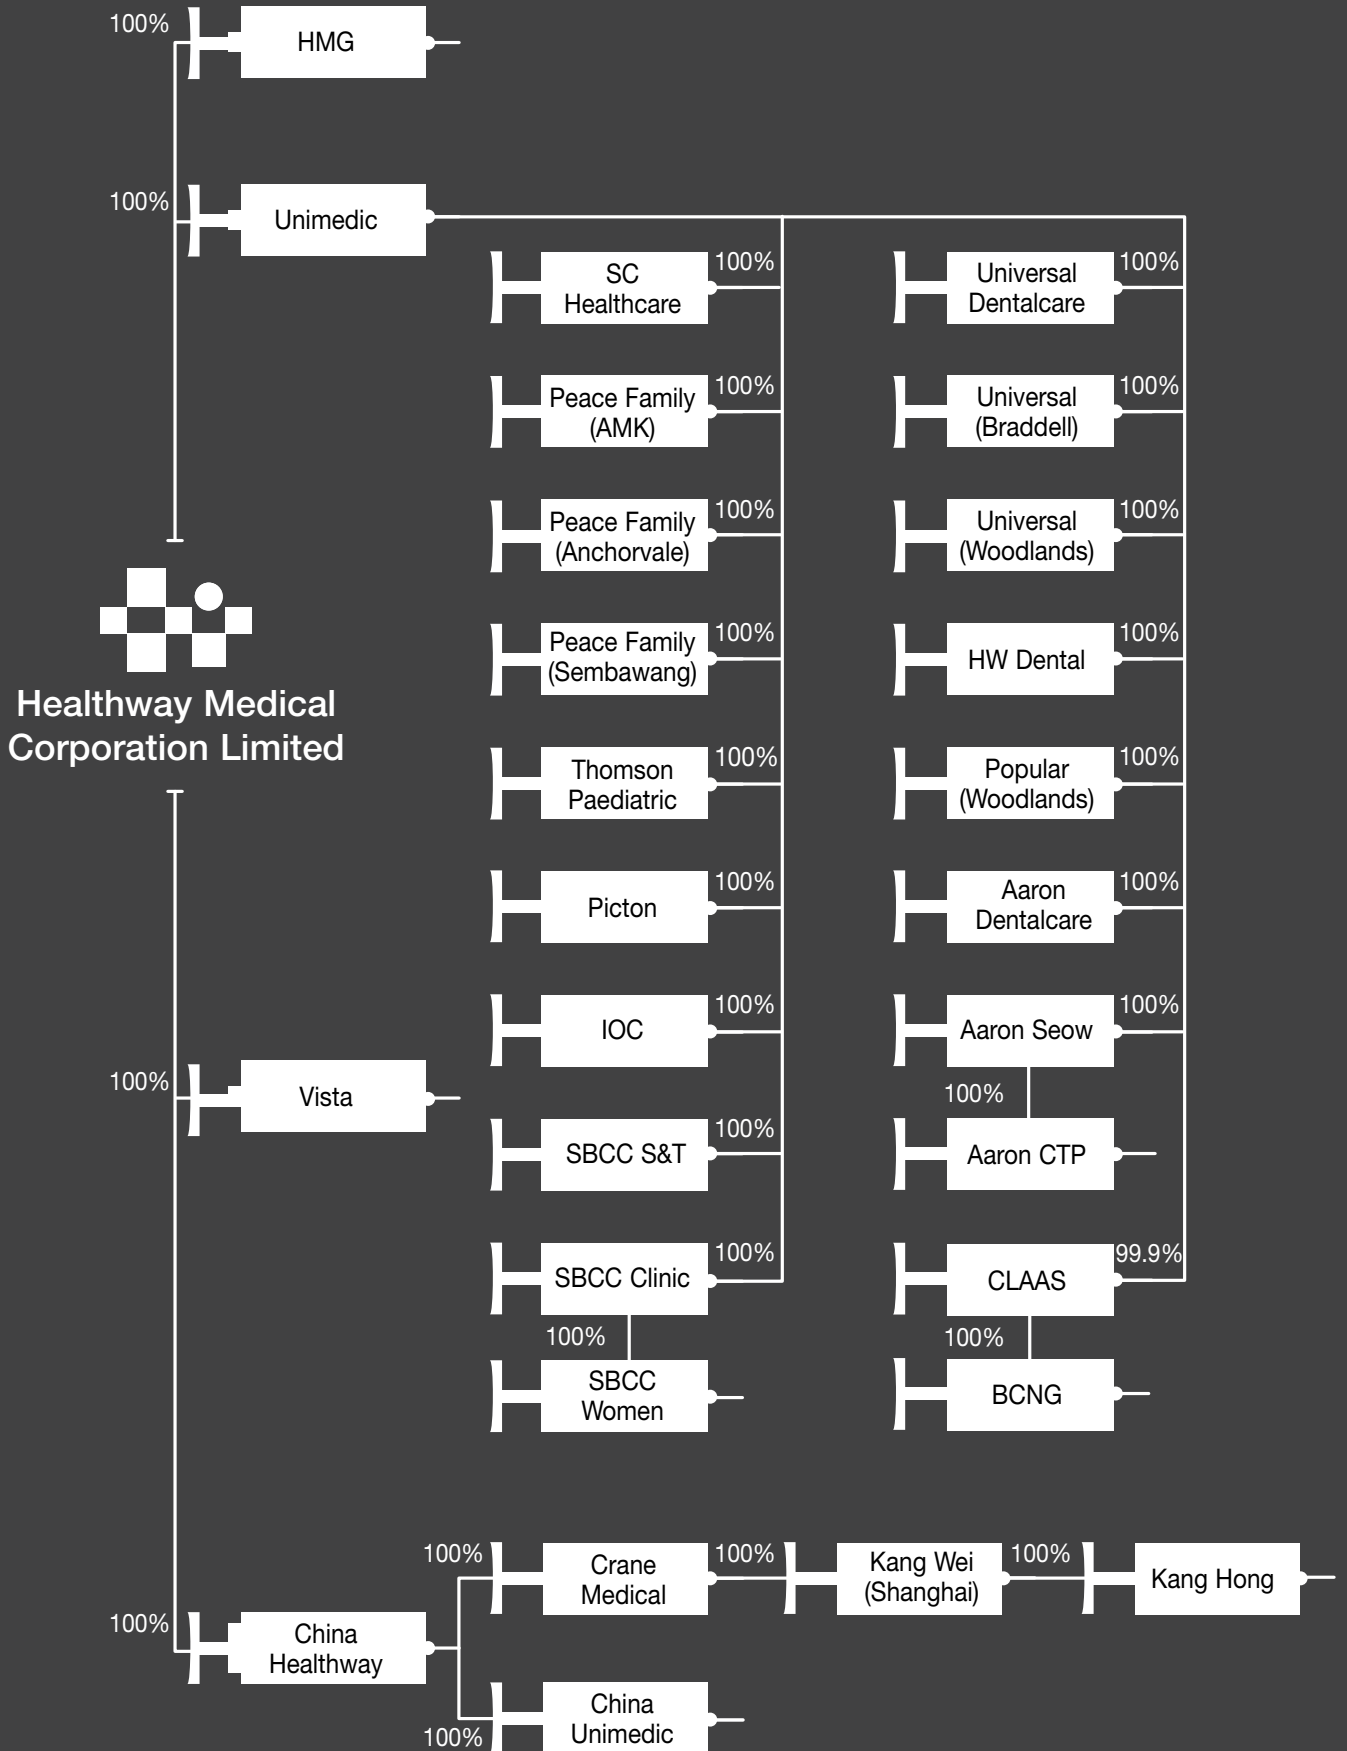 100%
HMG
100%
Unimedic
SC
Healthcare
100%
Universal
Dentalcare
100%
Peace Family
(AMK)
100%
Universal
(Braddell)
100%
Peace Family
(Anchorvale)
100%
Universal
(Woodlands)
100%
Peace Family
(Sembawang)
100%
HW Dental
100%
Healthway Medical
Corporation Limited
Thomson
Paediatric
100%
Popular
(Woodlands)
100%
Picton
100%
Aaron
Dentalcare
100%
IOC
100%
Aaron Seow
100%
100%
Vista
100%
SBCC S&T
100%
Aaron CTP
SBCC Clinic
100%
CLAAS
99.9%
100%
100%
SBCC
Women
BCNG
100%
Crane
Medical
100%
Kang Wei
(Shanghai)
100%
Kang Hong
100%
China
Healthway
100%
China
Unimedic